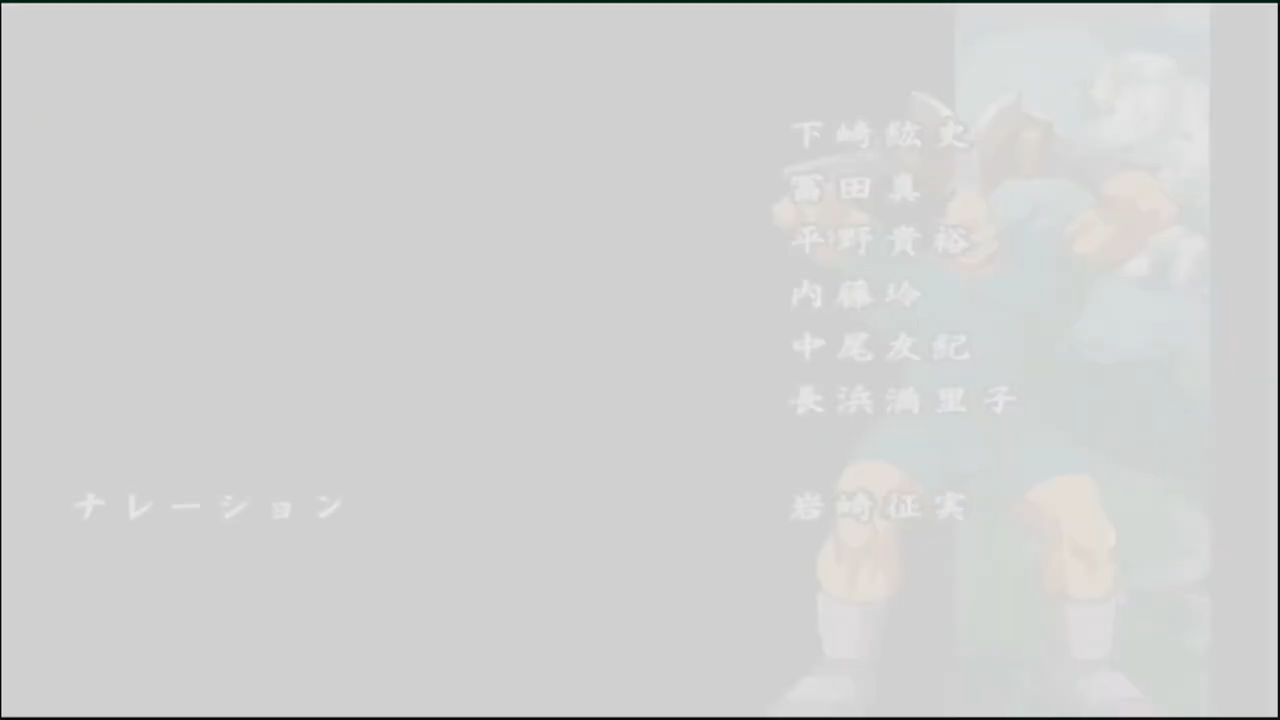 下崎紘史
冨田真
平野貴裕
内藤玲
中尾友紀
長浜満里子
ナレーション 岩崎征実